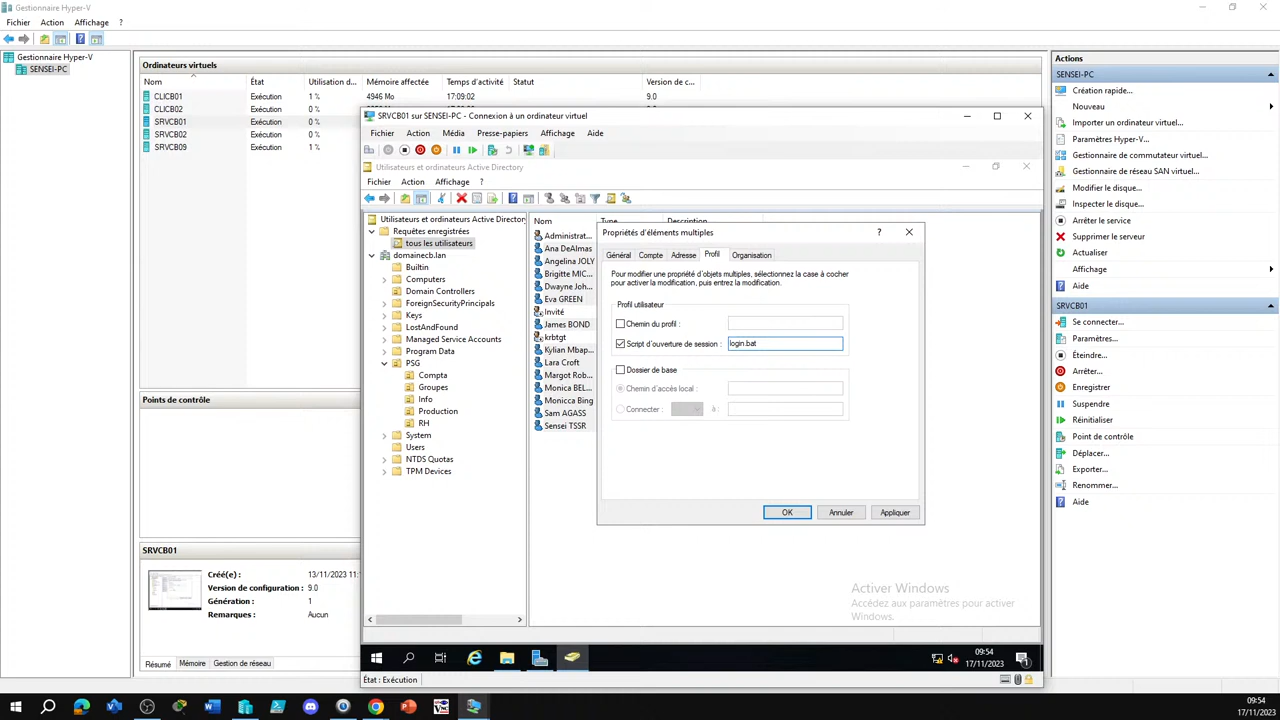 Gestionnaire Hyper-V
Fichier Action Affichage ?
Gestionnaire Hyper-V
SENSEI-PC
Ordinateurs virtuels
Nom État Utilisation d... Mémoire affectée Temps d'activité Statut Version de c...
CLICB01 Exécution 1 % 4946 Mo 17:09:02 9.0
CLICB02 Exécution 0 %
SRVCB01 Exécution 0 %
SRVCB02 Exécution 0 %
SRVCB09 Exécution 1 %
Points de contrôle
SRVCB01
Créé(e) : 13/11/2023 11:
Version de configuration : 9.0
Génération : 1
Remarques : Aucun
Résumé Mémoire Gestion de réseau
SRVCB01 sur SENSEI-PC - Connexion à un ordinateur virtuel
Fichier Action Média Presse-papiers Affichage Aide
Utilisateurs et ordinateurs Active Directory
Fichier Action Affichage ?
Utilisateurs et ordinateurs Active Directory
Requêtes enregistrées
tous les utilisateurs
domainecb.lan
Builtin
Computers
Domain Controllers
ForeignSecurityPrincipals
Keys
LostAndFound
Managed Service Accounts
Program Data
PSG
Compta
Groupes
Info
Production
RH
System
Users
NTDS Quotas
TPM Devices
Nom Type Description
Administrat...
Ana DeAlmas
Angelina JOLY
Brigitte MIC...
Dwayne Joh...
Eva GREEN
Invité
James BOND
krbtgt
Kylian Mbap...
Lara Croft
Margot Rob...
Monica BEL...
Monicca Bing
Sam AGASS
Sensei TSSR
Propriétés d'éléments multiples ?
Général Compte Adresse Profil Organisation
Pour modifier une propriété d'objets multiples, sélectionnez la case à cocher
pour activer la modification, puis entrez la modification.
Profil utilisateur
Chemin du profil :
Script d'ouverture de session : login.bat
Dossier de base
Chemin d'accès local :
Connecter : à :
OK Annuler Appliquer
Activer Windows
Accédez aux paramètres pour activer
Windows.
09:54
17/11/2023
État : Exécution
Actions
SENSEI-PC
Création rapide...
Nouveau
Importer un ordinateur virtuel...
Paramètres Hyper-V...
Gestionnaire de commutateur virtuel...
Gestionnaire de réseau SAN virtuel...
Modifier le disque...
Inspecter le disque...
Arrêter le service
Supprimer le serveur
Actualiser
Affichage
Aide
SRVCB01
Se connecter...
Paramètres...
Éteindre...
Arrêter...
Enregistrer
Suspendre
Réinitialiser
Point de contrôle
Déplacer...
Exporter...
Renommer...
Aide
09:54
17/11/2023